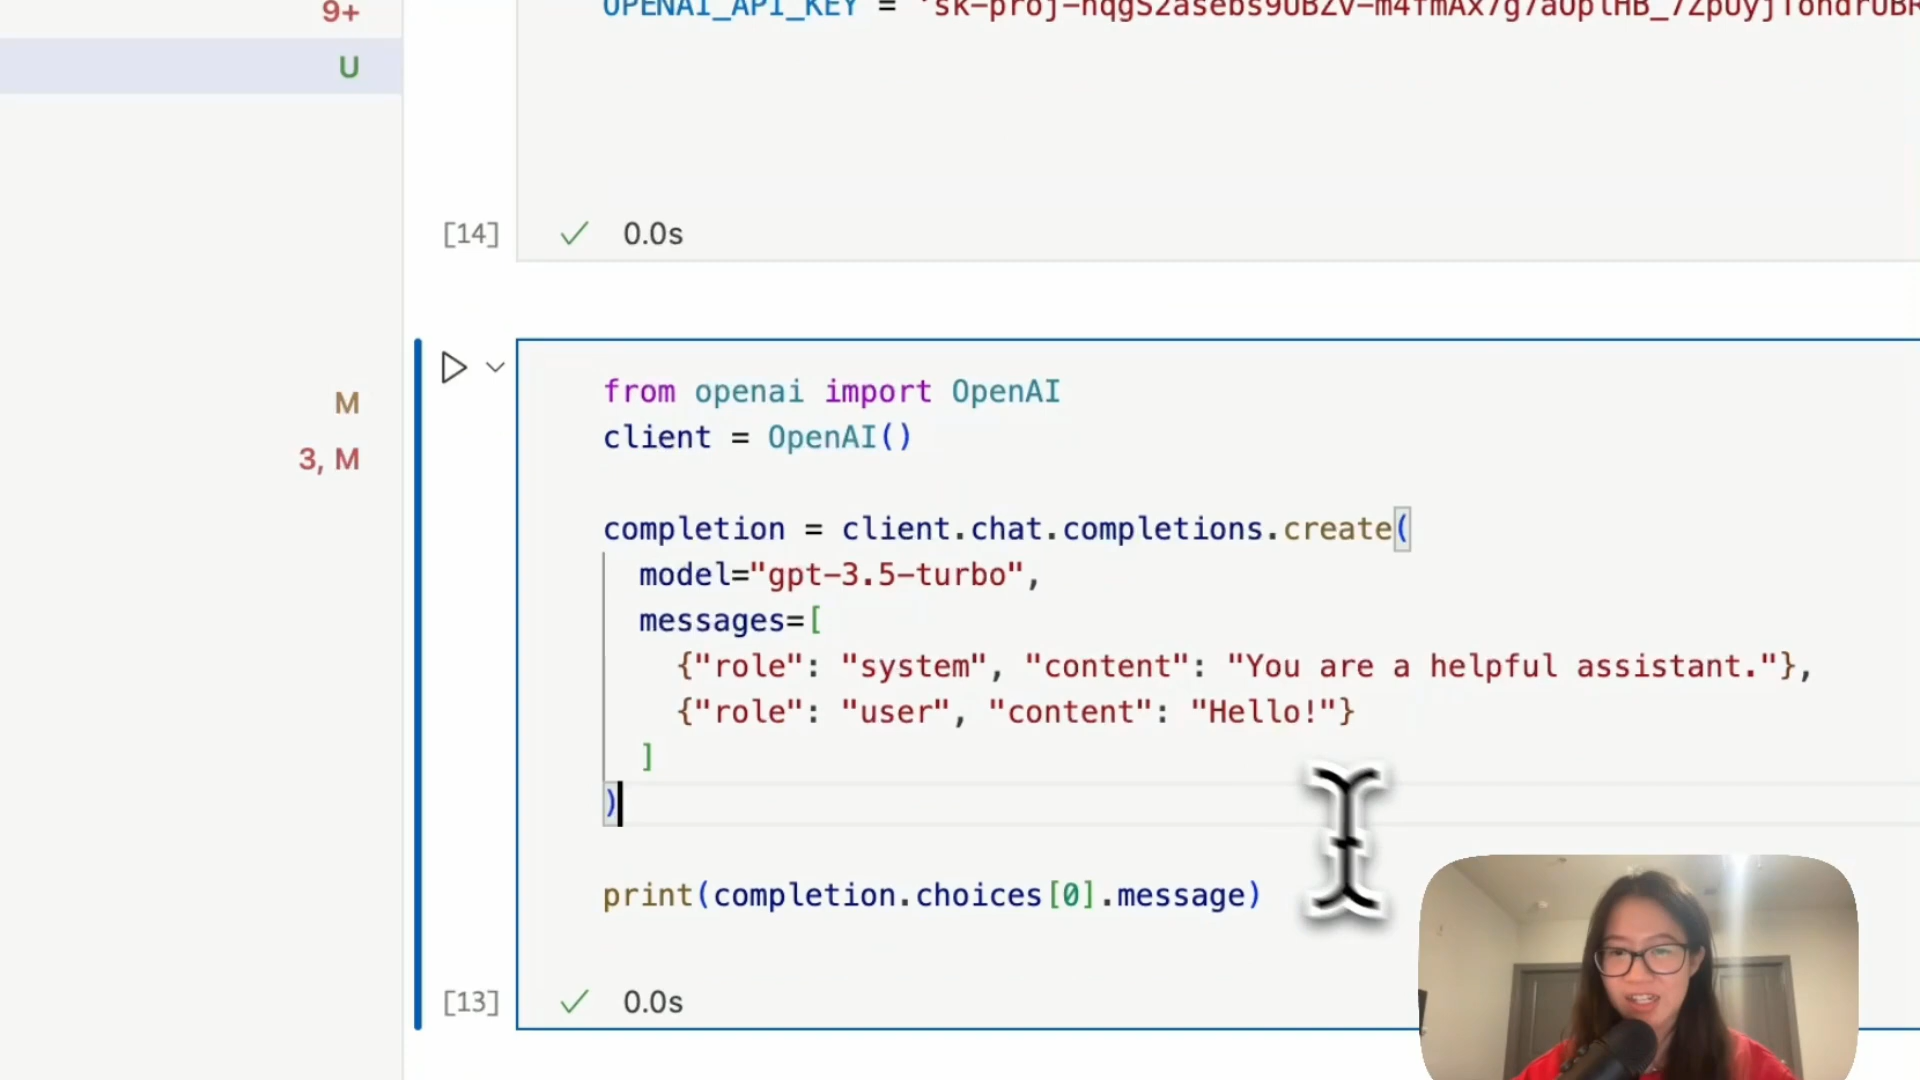 9+
OPENAI_API_KEY =
U
[14] ✓ 0.0s
from openai import OpenAI
client = OpenAI()
M
completion = client.chat.completions.create(
3, M
model="gpt-3.5-turbo",
messages=[
{"role": "system", "content": "You are a helpful assistant."},
{"role": "user", "content": "Hello!"}
]
)
print(completion.choices[0].message)
[13] ✓ 0.0s